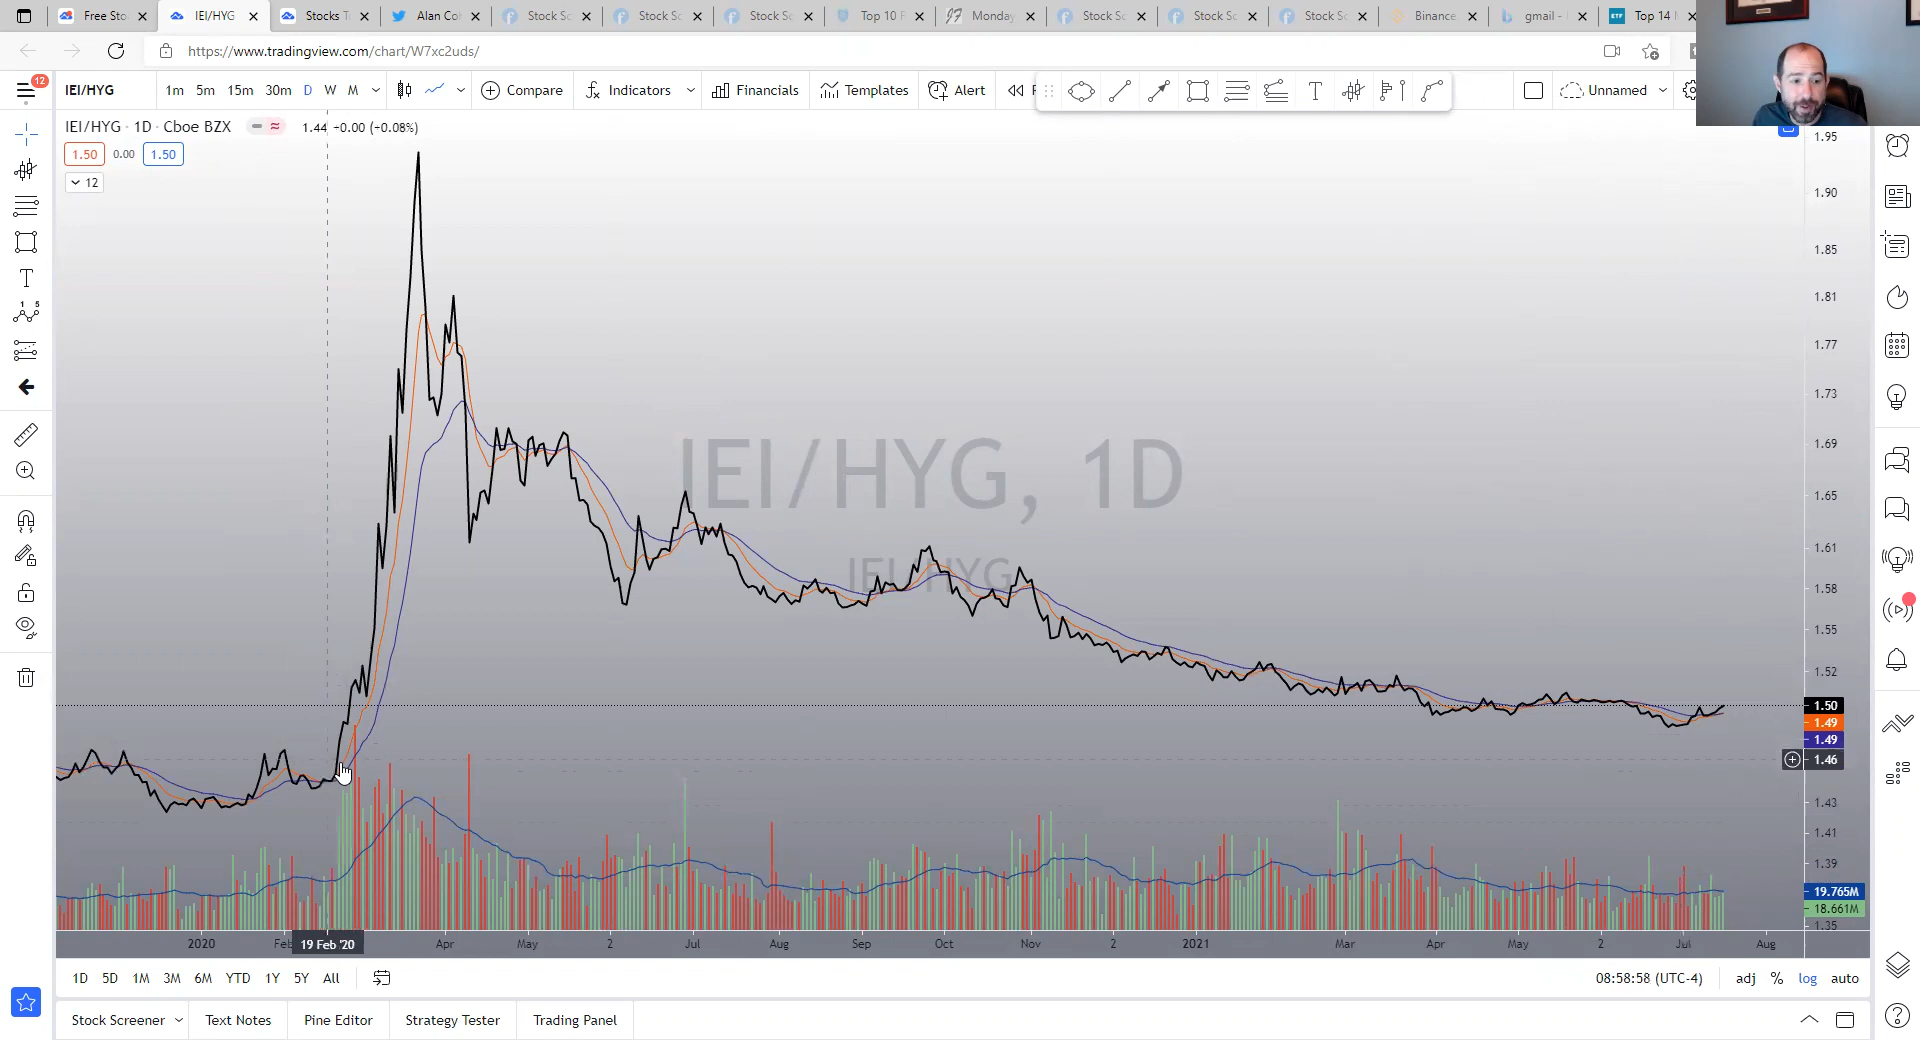 Free Sto
IEI/HYG
Stocks T
Alan Co
Stock Sc
Stock Sc
Stock Sc
Top 10
Monday
Stock Sc
Stock Sc
Stock Sc
Binance
gmail -
ETF
Top 14
https://www.tradingview.com/chart/W7xc2uds/
12
IEI/HYG
1m 5m 15m 30m D W M
Compare
Indicators
Financials
Templates
Alert
Unnamed
IEI/HYG · 1D · Cboe BZX
1.44 +0.00 (+0.08%)
1.50 0.00 1.50
12
IEI/HYG, 1D
IEI/HYG
1.95
1.90
1.85
1.81
1.77
1.73
1.69
1.65
1.61
1.58
1.55
1.52
1.50
1.49
1.49
1.46
1.43
1.41
1.39
19.765M
18.661M
1.35
2020 Feb 19 Feb '20 Apr May 2 Jul Aug Sep Oct Nov 2 2021 Mar Apr May 2 Jul Aug
1D 5D 1M 3M 6M YTD 1Y 5Y All
08:58:58 (UTC-4) adj % log auto
Stock Screener
Text Notes
Pine Editor
Strategy Tester
Trading Panel